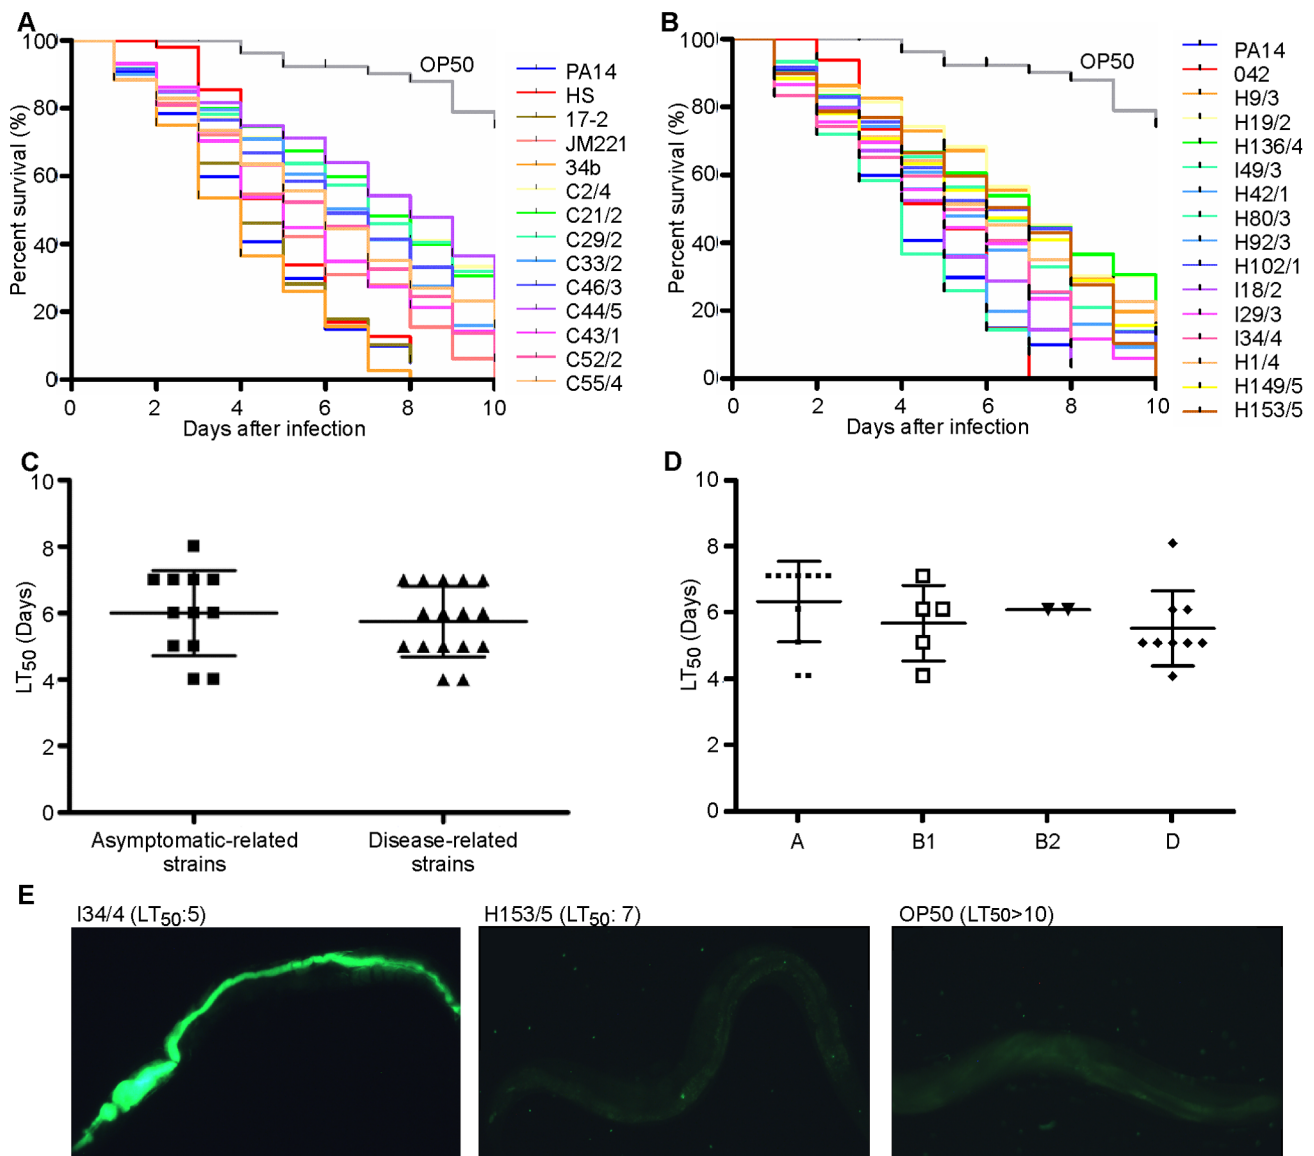 A
Percent survival (%)
100
80
60
40
20
0
0 2 4 6 8 10
Days after infection
OP50
PA14
HS
17-2
JM221
34b
C2/4
C21/2
C29/2
C33/2
C46/3
C44/5
C43/1
C52/2
C55/4
B
Percent survival (%)
100
80
60
40
20
0
0 2 4 6 8 10
Days after infection
OP50
PA14
042
H9/3
H19/2
H136/4
I49/3
H42/1
H80/3
H92/3
H102/1
I18/2
I29/3
I34/4
H1/4
H149/5
H153/5
C
LT50 (Days)
10
8
6
4
2
0
Asymptomatic-related
strains
Disease-related
strains
D
LT50 (Days)
10
8
6
4
2
0
A B1 B2 D
E
I34/4 (LT50:5)
H153/5 (LT50: 7)
OP50 (LT50>10)